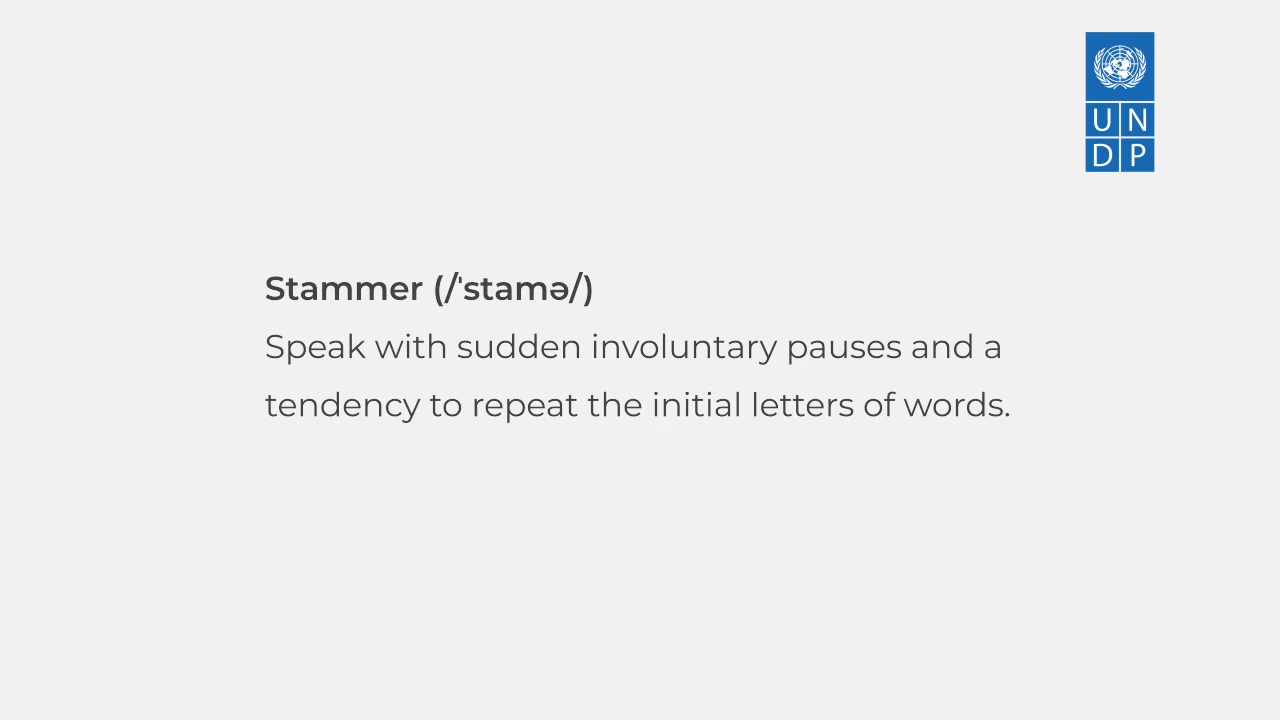 U N
D P
Stammer (/ˈstamə/)
Speak with sudden involuntary pauses and a
tendency to repeat the initial letters of words.